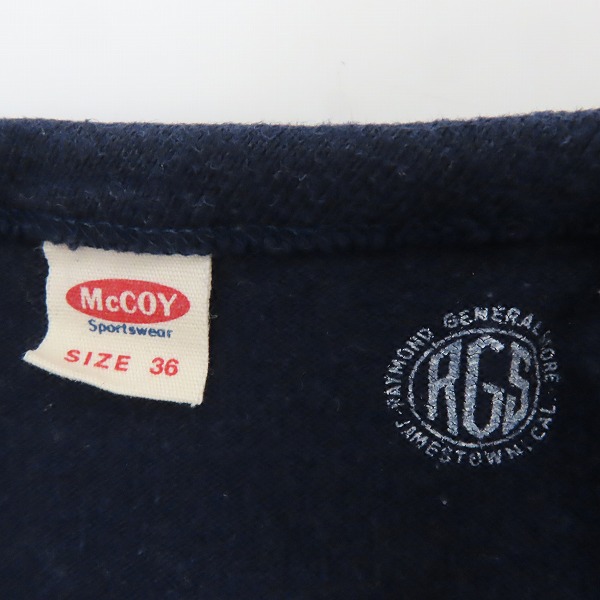 McCOY
Sportswear
SIZE 36
RAYMOND GENERAL STORE
RGS
JAMESTOWN, CAL.